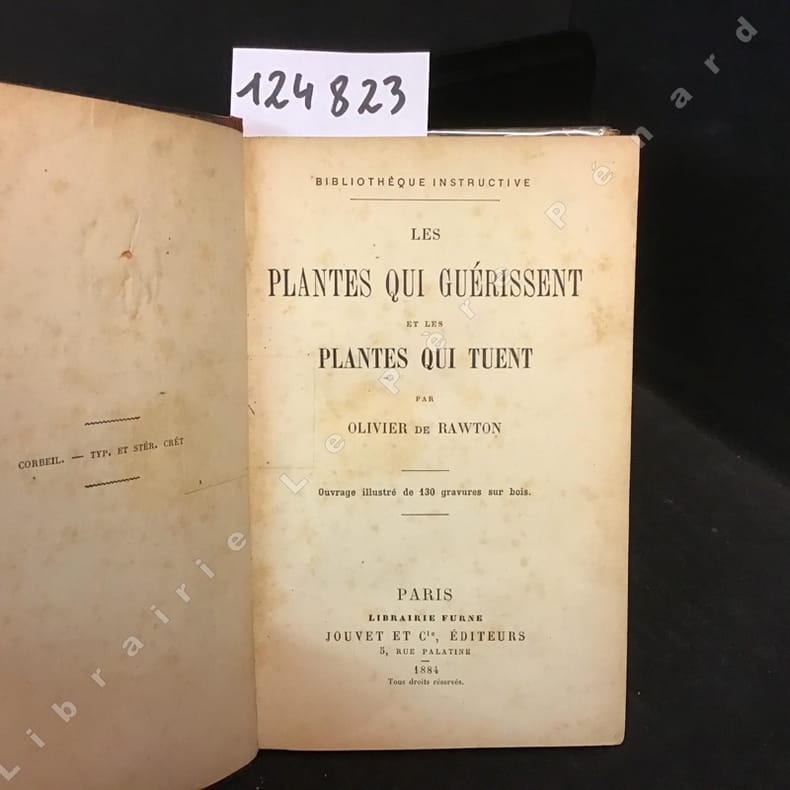 124823
CORBEIL. — TYP. ET STÉR. CRÉT
BIBLIOTHÈQUE INSTRUCTIVE
LES
PLANTES QUI GUÉRISSENT
ET LES
PLANTES QUI TUENT
PAR
OLIVIER DE RAWTON
Ouvrage illustré de 130 gravures sur bois.
PARIS
LIBRAIRIE FURNE
JOUVET ET Cie, ÉDITEURS
5, RUE PALATINE
1884
Tous droits réservés.
Librairie Le Père Pénard